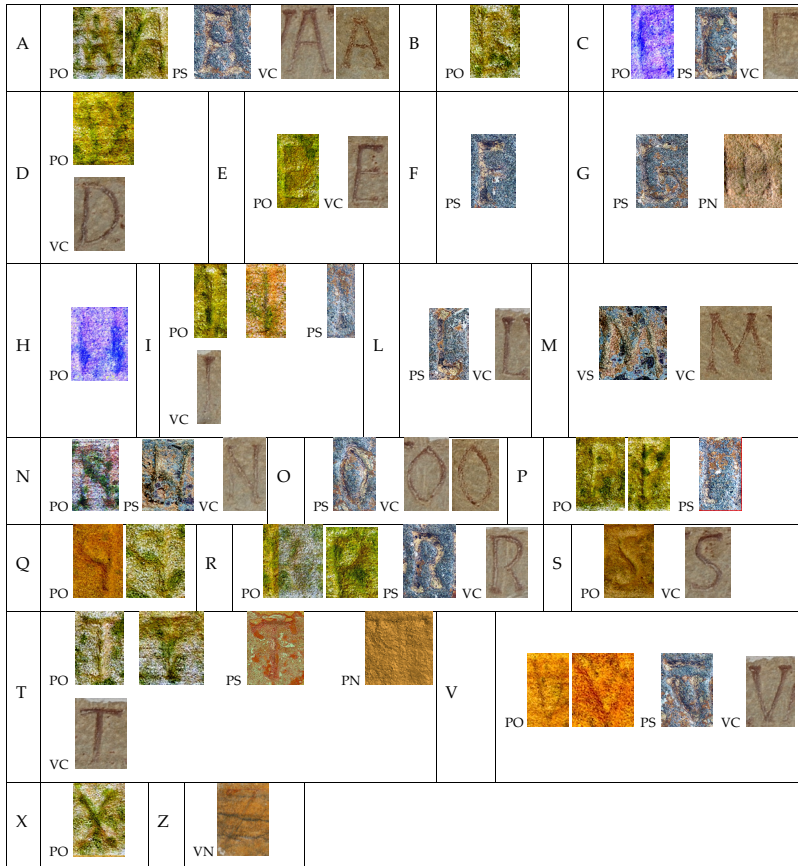 A PO PS VC B PO C PO PS VC
D PO VC E PO VC F PS G PS PN
H PO I PO PS VC L PS VC M VS VC
N PO PS VC O PS VC P PO PS
Q PO R PO PS VC S PO VC
T PO PS PN VC V PO PS VC
X PO Z VN